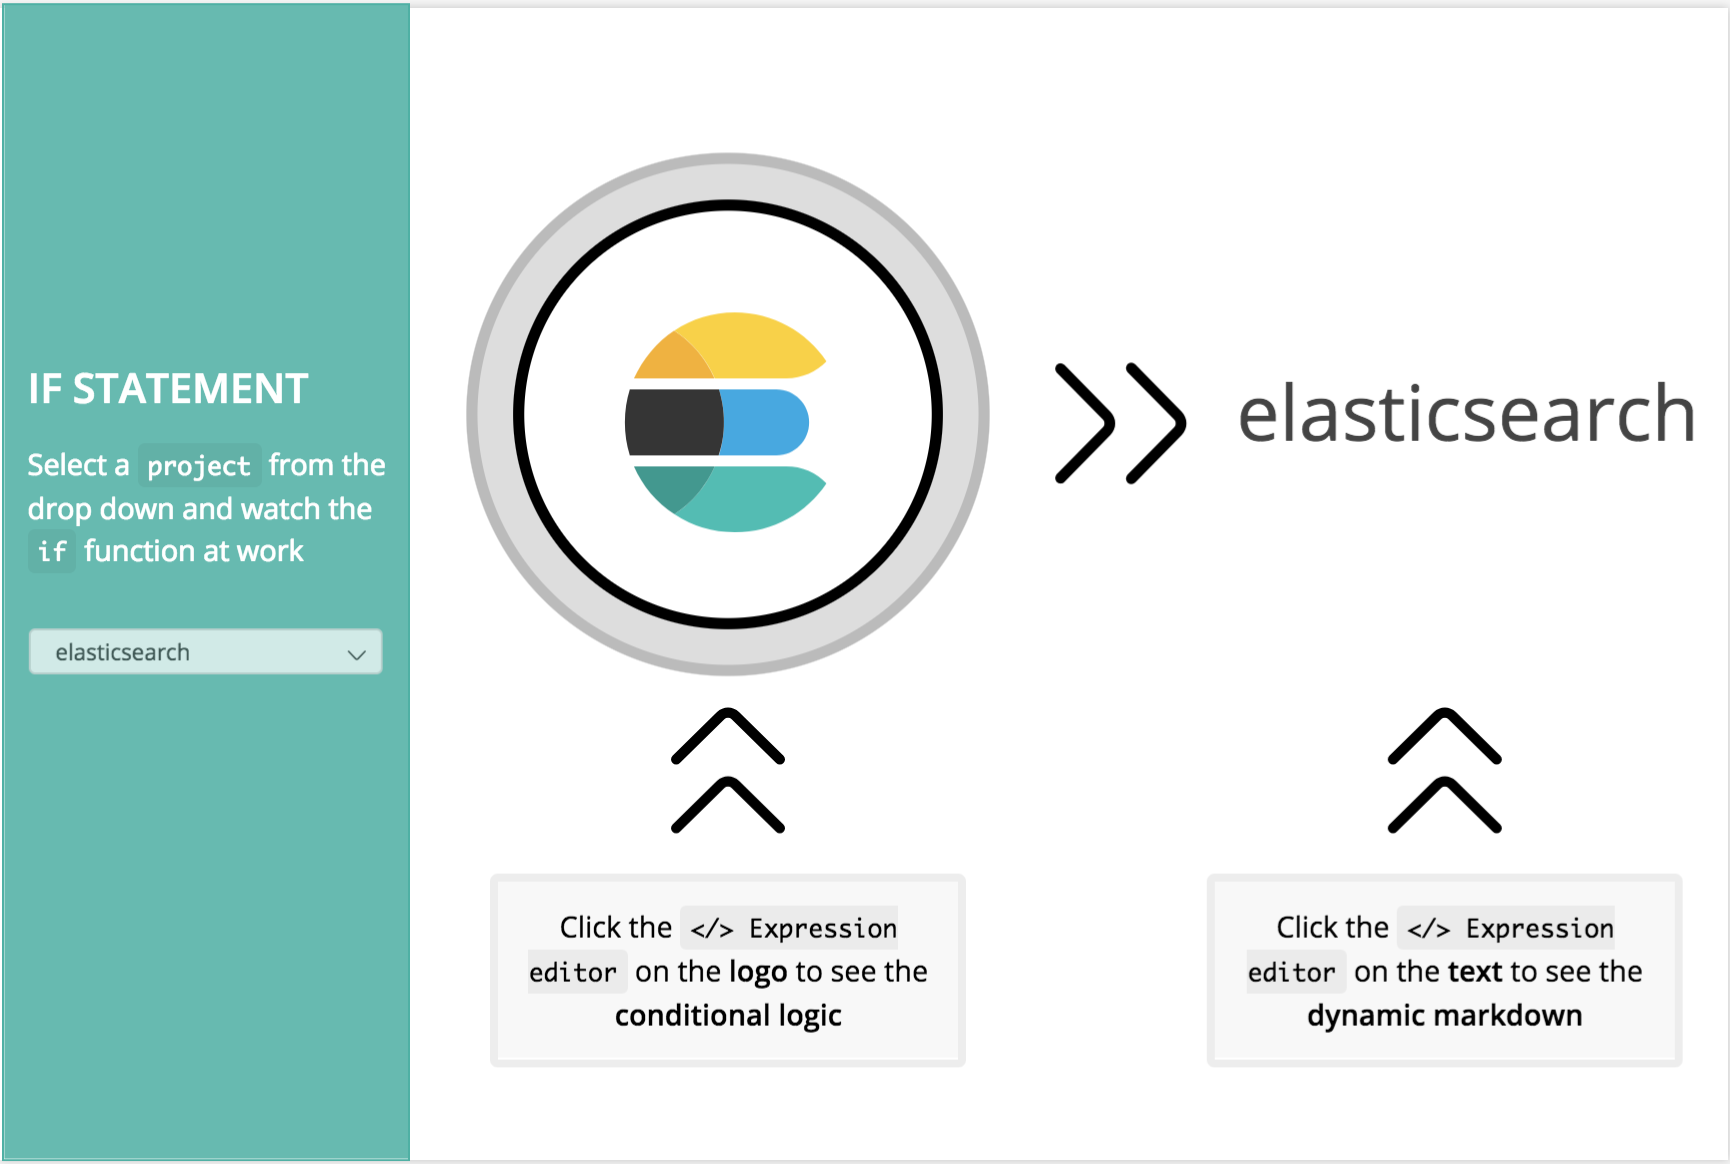 IF STATEMENT
Select a project from the
drop down and watch the
if function at work
elasticsearch
elasticsearch
Click the </> Expression
editor on the logo to see the
conditional logic
Click the </> Expression
editor on the text to see the
dynamic markdown